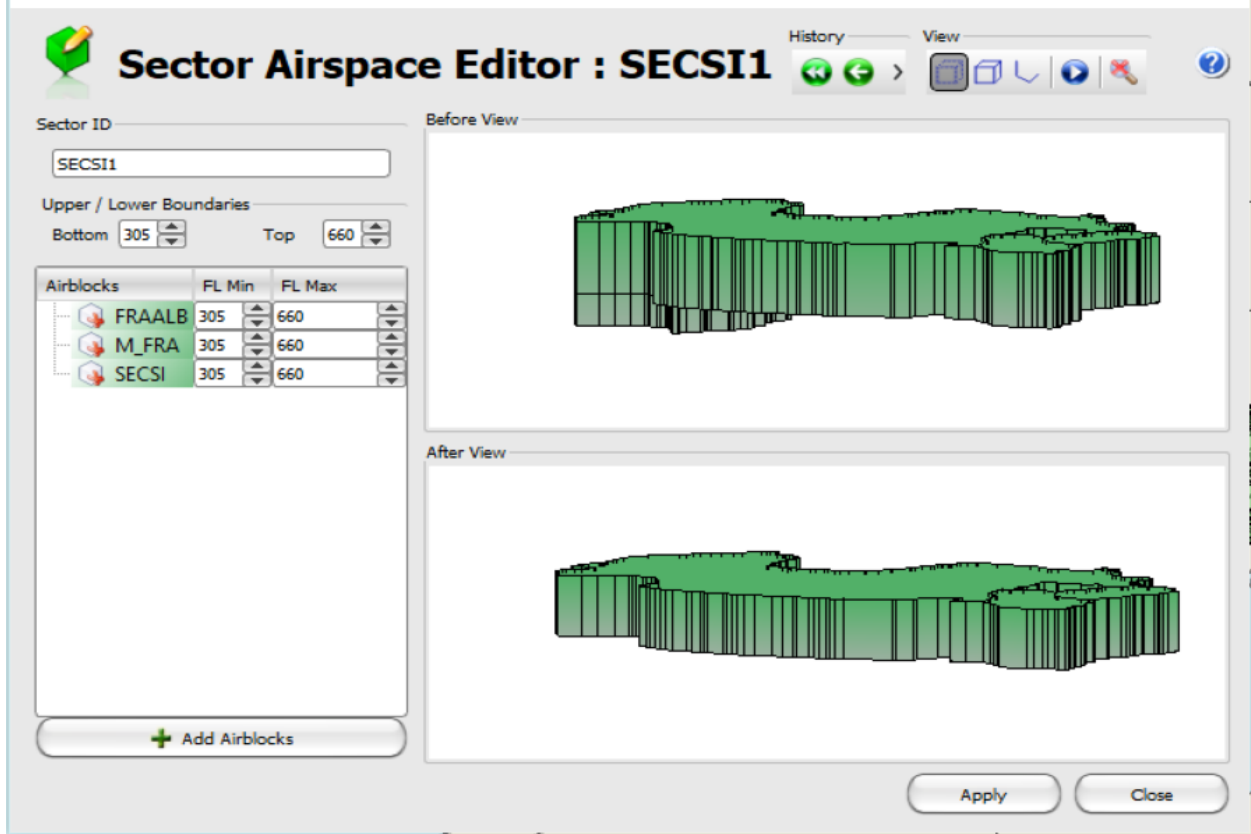 Sector Airspace Editor : SECSI1
History
View
Sector ID
SECSI1
Upper / Lower Boundaries
Bottom 305 Top 660
Airblocks FL Min FL Max
FRAALB 305 660
M_FRA 305 660
SECSI 305 660
Add Airblocks
Before View
After View
Apply Close